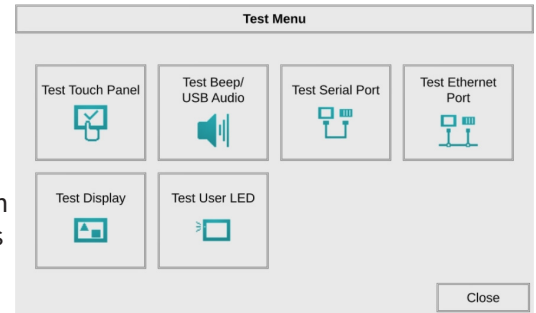 Test Menu
Test Touch Panel
Test Beep/
USB Audio
Test Serial Port
Test Ethernet
Port
Test Display
Test User LED
Close